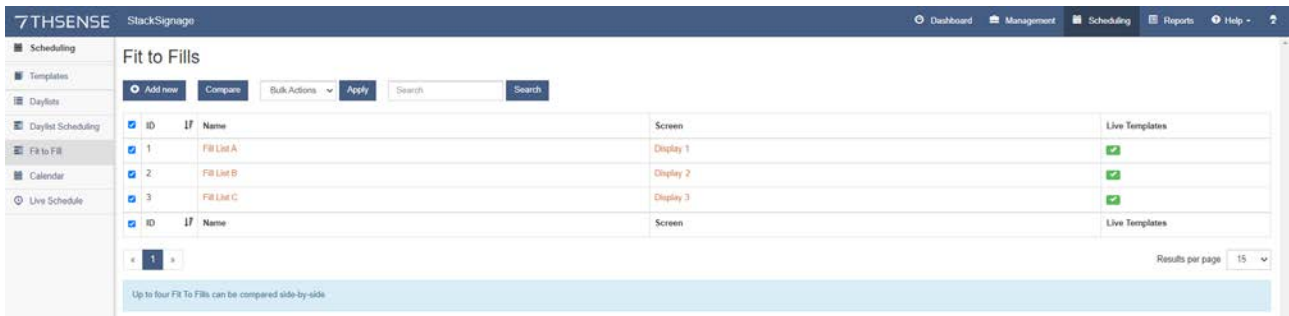 7THSENSE StackSignage Dashboard Management Scheduling Reports Help
Scheduling
Templates
Daylists
Daylist Scheduling
Fit to Fill
Calendar
Live Schedule
Fit to Fills
Add new Compare Bulk Actions Apply Search Search
ID Name Screen Live Templates
1 Fill List A Display 1
2 Fill List B Display 2
3 Fill List C Display 3
ID Name Screen Live Templates
« 1 » Results per page 15
Up to four Fit To Fills can be compared side-by-side